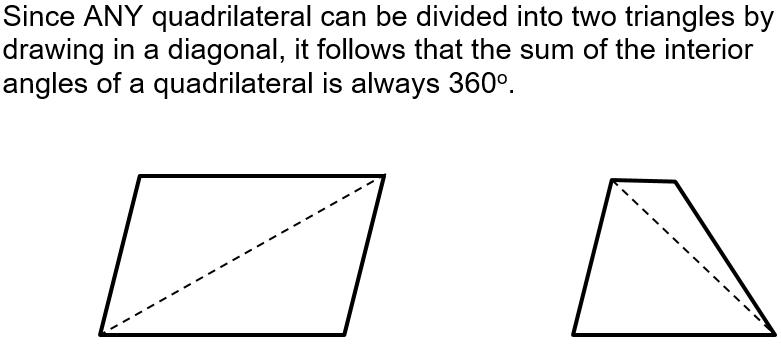 Since ANY quadrilateral can be divided into two triangles by
drawing in a diagonal, it follows that the sum of the interior
angles of a quadrilateral is always 360º.